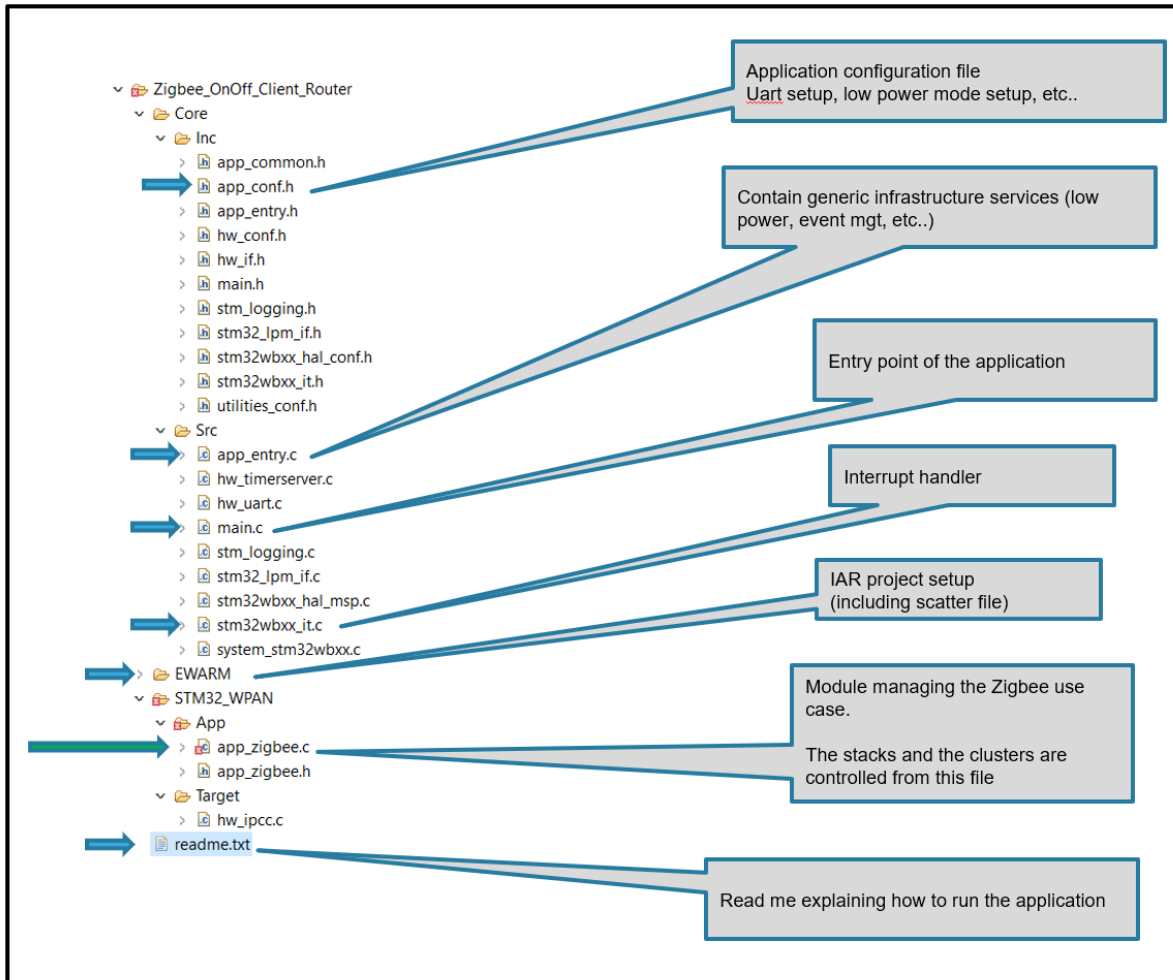 Zigbee_OnOff_Client_Router
Core
Inc
app_common.h
app_conf.h
app_entry.h
hw_conf.h
hw_if.h
main.h
stm_logging.h
stm32_lpm_if.h
stm32wbxx_hal_conf.h
stm32wbxx_it.h
utilities_conf.h
Src
app_entry.c
hw_timerserver.c
hw_uart.c
main.c
stm_logging.c
stm32_lpm_if.c
stm32wbxx_hal_msp.c
stm32wbxx_it.c
system_stm32wbxx.c
EWARM
STM32_WPAN
App
app_zigbee.c
app_zigbee.h
Target
hw_ipcc.c
readme.txt
Application configuration file
Uart setup, low power mode setup, etc..
Contain generic infrastructure services (low
power, event mgt, etc..)
Entry point of the application
Interrupt handler
IAR project setup
(including scatter file)
Module managing the Zigbee use
case.
The stacks and the clusters are
controlled from this file
Read me explaining how to run the application